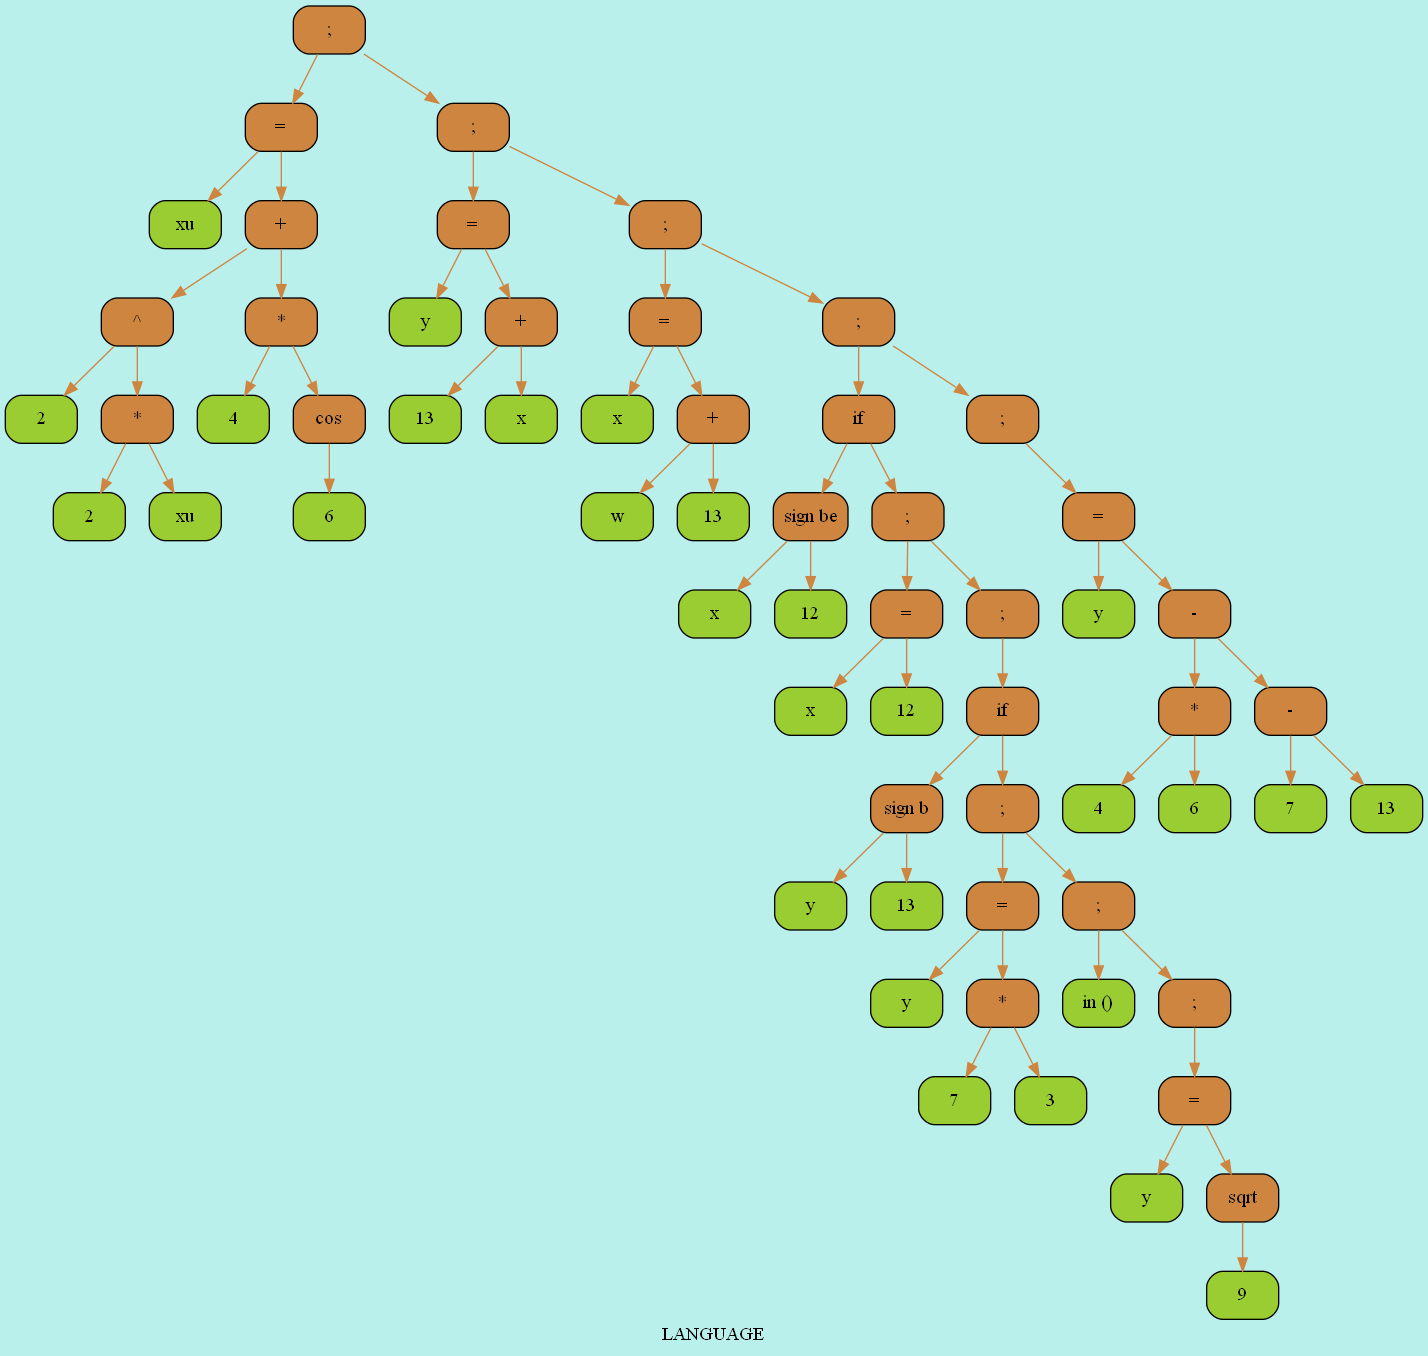 ;
= ;
xu + = ;
^ * y + = ;
2 * 4 cos 13 x x + if ;
2 xu 6 w 13 sign be ; =
x 12 = ; y -
x 12 if * -
sign b ; 4 6 7 13
y 13 = ;
y * in () ;
7 3 =
y sqrt
9
LANGUAGE